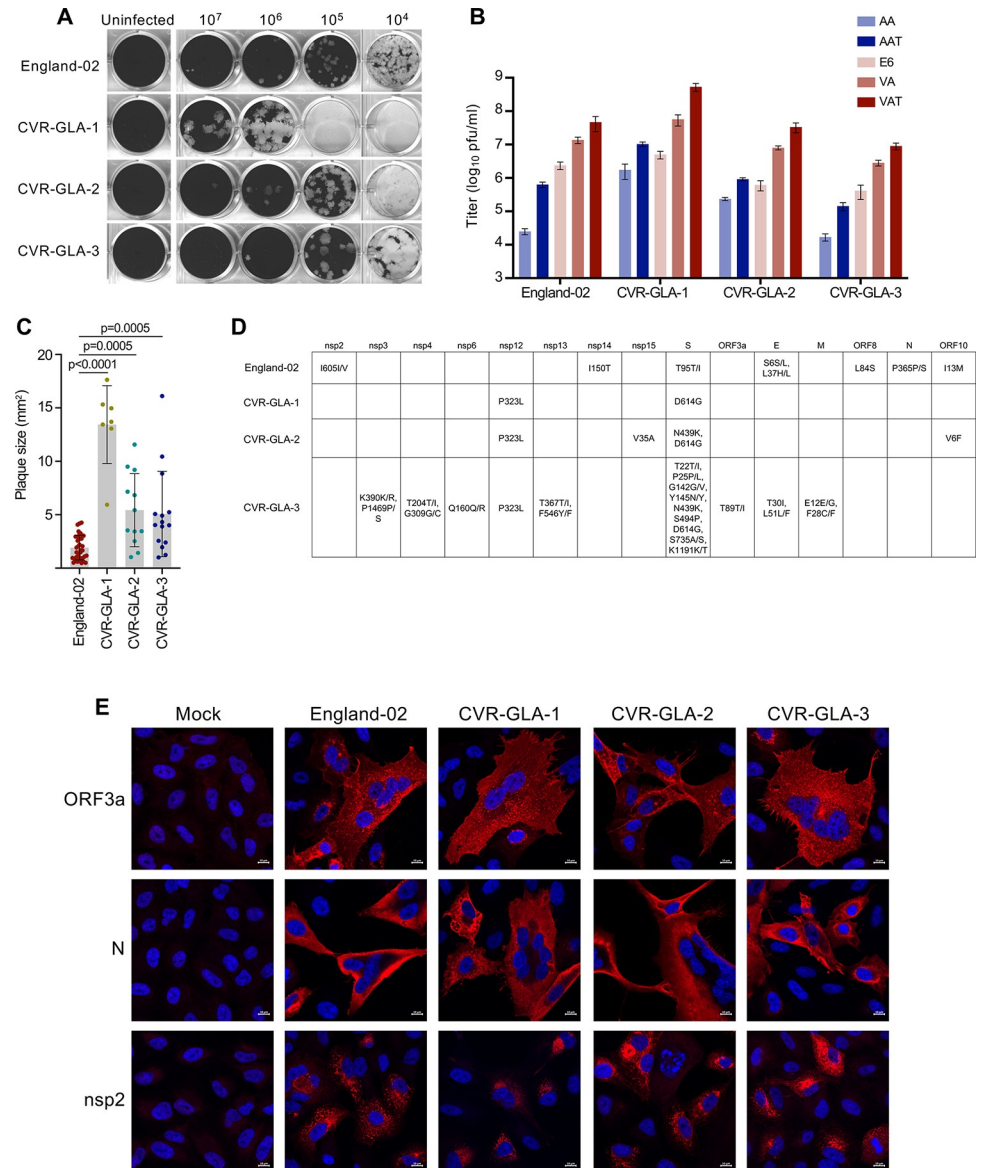 A
Uninfected 10⁷ 10⁶ 10⁵ 10⁴
England-02
CVR-GLA-1
CVR-GLA-2
CVR-GLA-3
B
AA
AAT
E6
VA
VAT
Titer (log₁₀ pfu/ml)
9
8
7
6
5
4
3
England-02 CVR-GLA-1 CVR-GLA-2 CVR-GLA-3
C
p=0.0005
p=0.0005
p<0.0001
Plaque size (mm²)
20
15
10
5
England-02
CVR-GLA-1
CVR-GLA-2
CVR-GLA-3
D
nsp2 nsp3 nsp4 nsp6 nsp12 nsp13 nsp14 nsp15 S ORF3a E M ORF8 N ORF10
England-02 I605I/V I150T T95T/I S6S/L, L37H/L L84S P365P/S I13M
CVR-GLA-1 P323L D614G
CVR-GLA-2 P323L V35A N439K, D614G V6F
CVR-GLA-3 K390K/R, P1469P/S T204T/I, G309G/C Q160Q/R P323L T367T/I, F546Y/F T22T/I, P25P/L, G142G/V, Y145N/Y, N439K, S494P, D614G, S735A/S, K1191K/T T89T/I T30I, L51L/F E12E/G, F28C/F
E
Mock England-02 CVR-GLA-1 CVR-GLA-2 CVR-GLA-3
ORF3a
N
nsp2